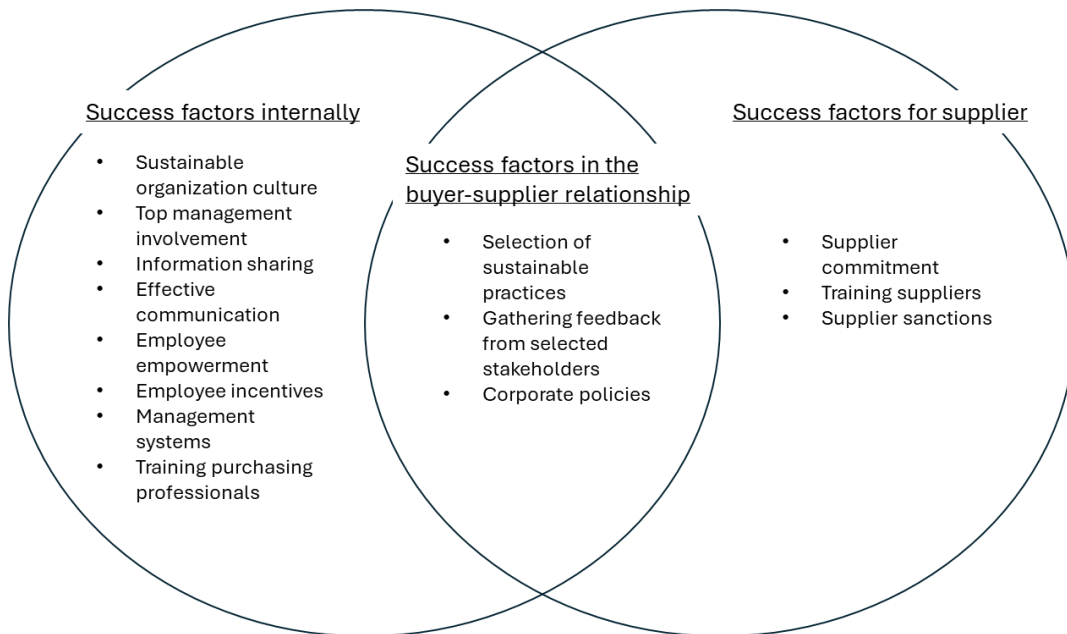 Success factors internally
• Sustainable
organization culture
• Top management
involvement
• Information sharing
• Effective
communication
• Employee
empowerment
• Employee incentives
• Management
systems
• Training purchasing
professionals
Success factors in the
buyer-supplier relationship
• Selection of
sustainable
practices
• Gathering feedback
from selected
stakeholders
• Corporate policies
Success factors for supplier
• Supplier
commitment
• Training suppliers
• Supplier sanctions